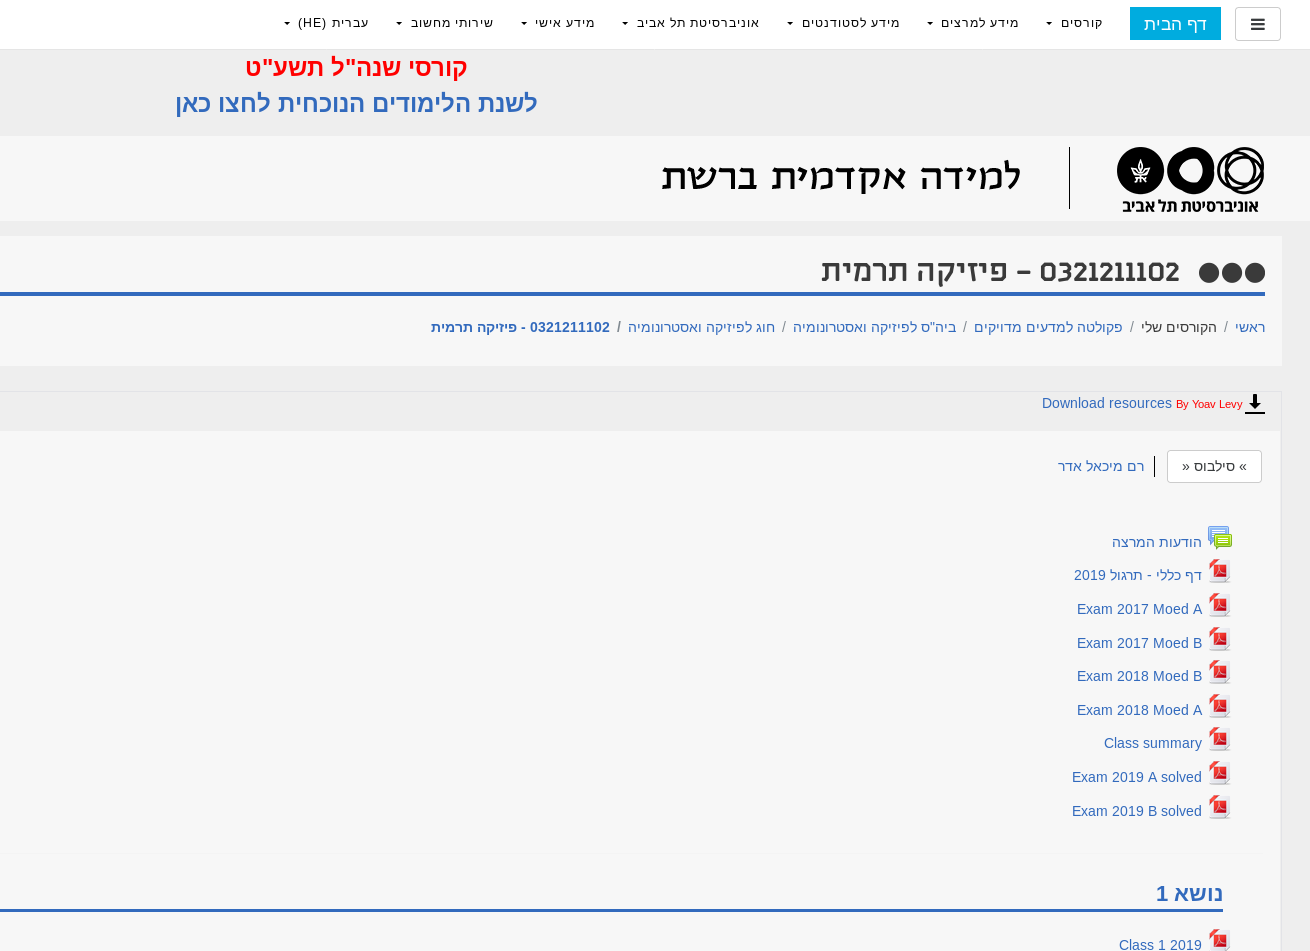 דף הבית קורסים מידע למרצים מידע לסטודנטים אוניברסיטת תל אביב מידע אישי שירותי מחשוב עברית (HE)
קורסי שנה"ל תשע"ט
לשנת הלימודים הנוכחית לחצו כאן
אוניברסיטת תל אביב
למידה אקדמית ברשת
0321211102 – פיזיקה תרמית
ראשי / הקורסים שלי / פקולטה למדעים מדויקים / ביה"ס לפיזיקה ואסטרונומיה / חוג לפיזיקה ואסטרונומיה / 0321211102 - פיזיקה תרמית
Download resources By Yoav Levy
» סילבוס « רם מיכאל אדר
הודעות המרצה
דף כללי - תרגול 2019
Exam 2017 Moed A
Exam 2017 Moed B
Exam 2018 Moed B
Exam 2018 Moed A
Class summary
Exam 2019 A solved
Exam 2019 B solved
נושא 1
Class 1 2019